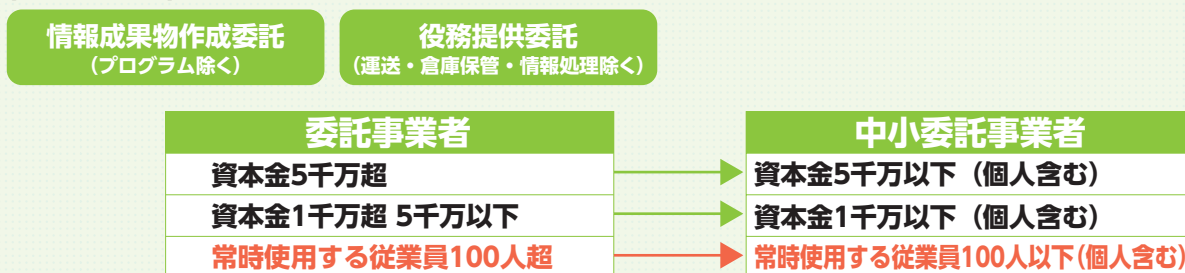 情報成果物作成委託
(プログラム除く)
役務提供委託
(運送・倉庫保管・情報処理除く)
委託事業者
中小委託事業者
資本金5千万超
資本金5千万以下（個人含む）
資本金1千万超 5千万以下
資本金1千万以下（個人含む）
常時使用する従業員100人超
常時使用する従業員100人以下(個人含む)